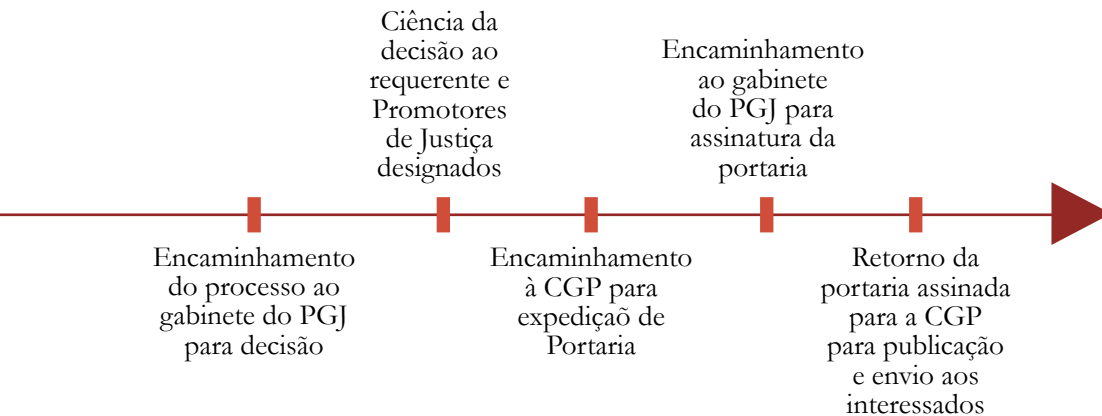 Encaminhamento
do processo ao
gabinete do PGJ
para decisão
Ciência da
decisão ao
requerente e
Promotores
de Justiça
designados
Encaminhamento
à CGP para
expediçaõ de
Portaria
Encaminhamento
ao gabinete
do PGJ para
assinatura da
portaria
Retorno da
portaria assinada
para a CGP
para publicação
e envio aos
interessados